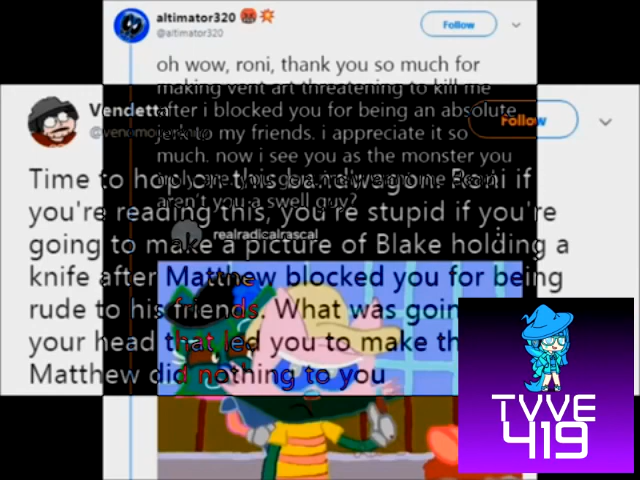 altimator320
@altimator320
Follow
oh wow, roni, thank you so much for
making vent art threatening to kill me
after i blocked you for being an absolute
to my friends. i appreciate it so
much. now i see you as the monster you
aren't you a swell guy?
realradicalrascal
Vendetta
Follow
Time to hop on this bandwagon. Roni if
you're reading this, you're stupid if you're
going to make a picture of Blake holding a
knife after Matthew blocked you for being
rude to his friends. What was goin
your head that led you to make th
Matthew did nothing to you
TVVE
419